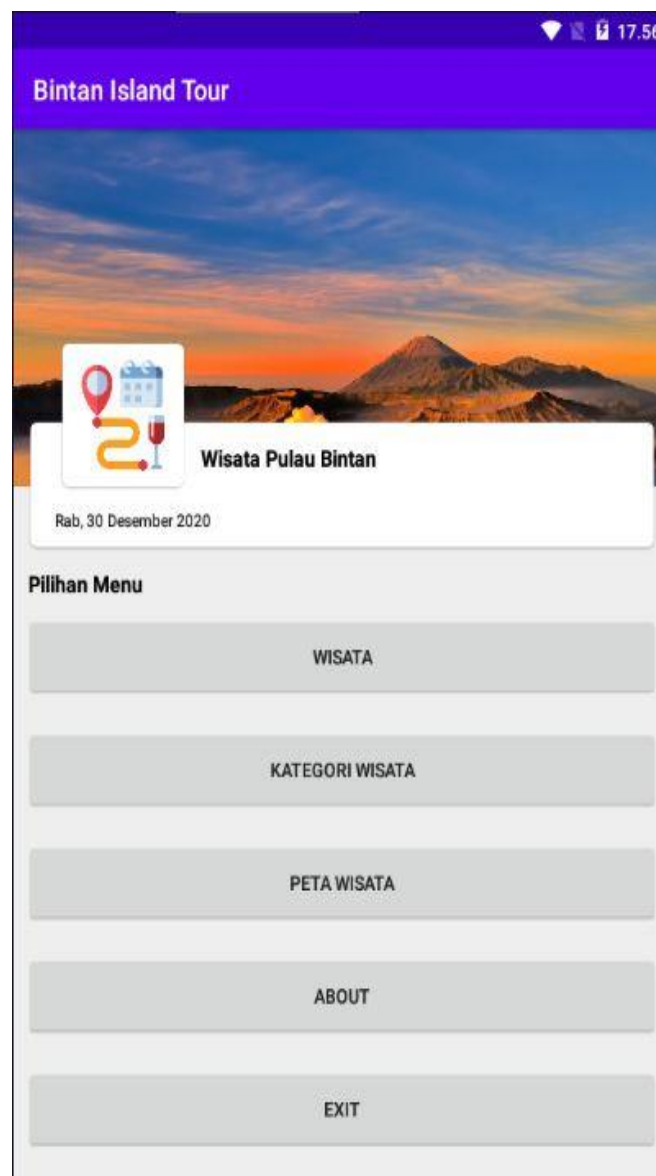 17.56
Bintan Island Tour
Wisata Pulau Bintan
Rab, 30 Desember 2020
Pilihan Menu
WISATA
KATEGORI WISATA
PETA WISATA
ABOUT
EXIT